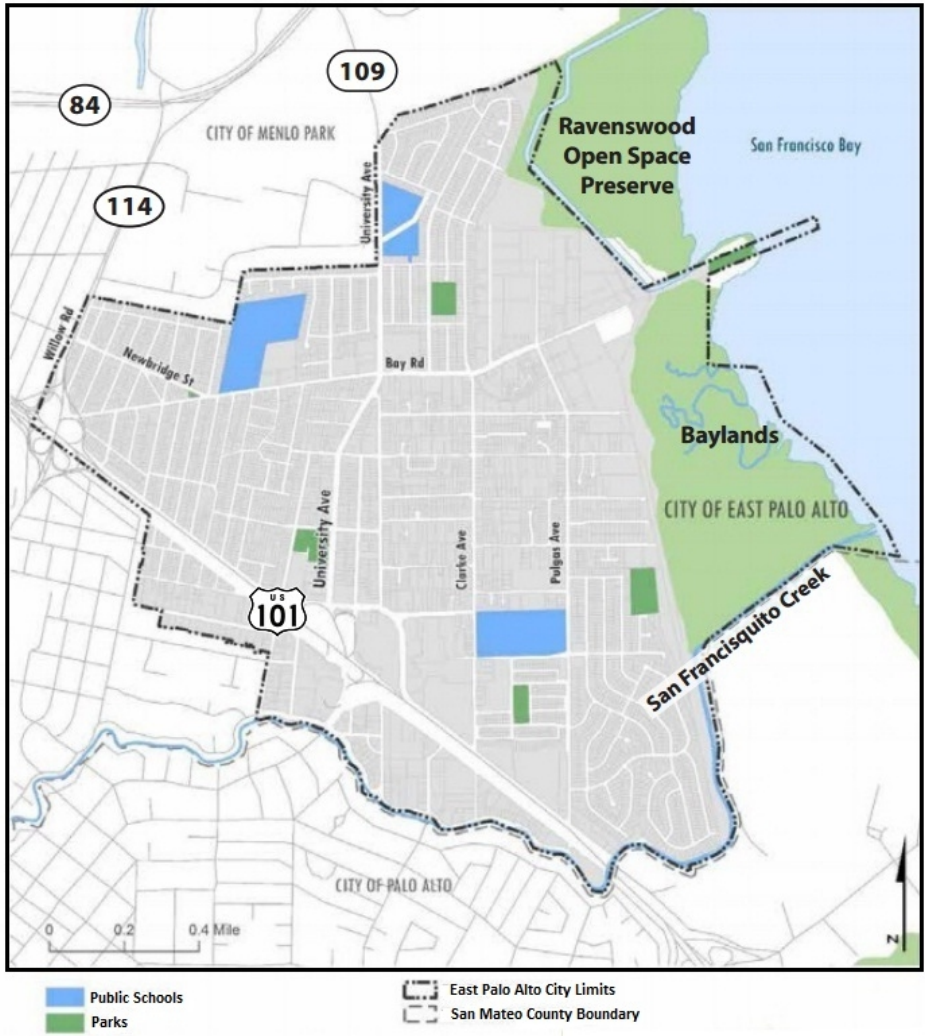 109
84
CITY OF MENLO PARK
Ravenswood
Open Space
Preserve
San Francisco Bay
114
University Ave
Willow Rd
Newbridge St
Bay Rd
Baylands
CITY OF EAST PALO ALTO
University Ave
Clarke Ave
Pulgas Ave
US
101
San Francisquito Creek
CITY OF PALO ALTO
0 0.2 0.4 Mile
N
Public Schools
Parks
East Palo Alto City Limits
San Mateo County Boundary